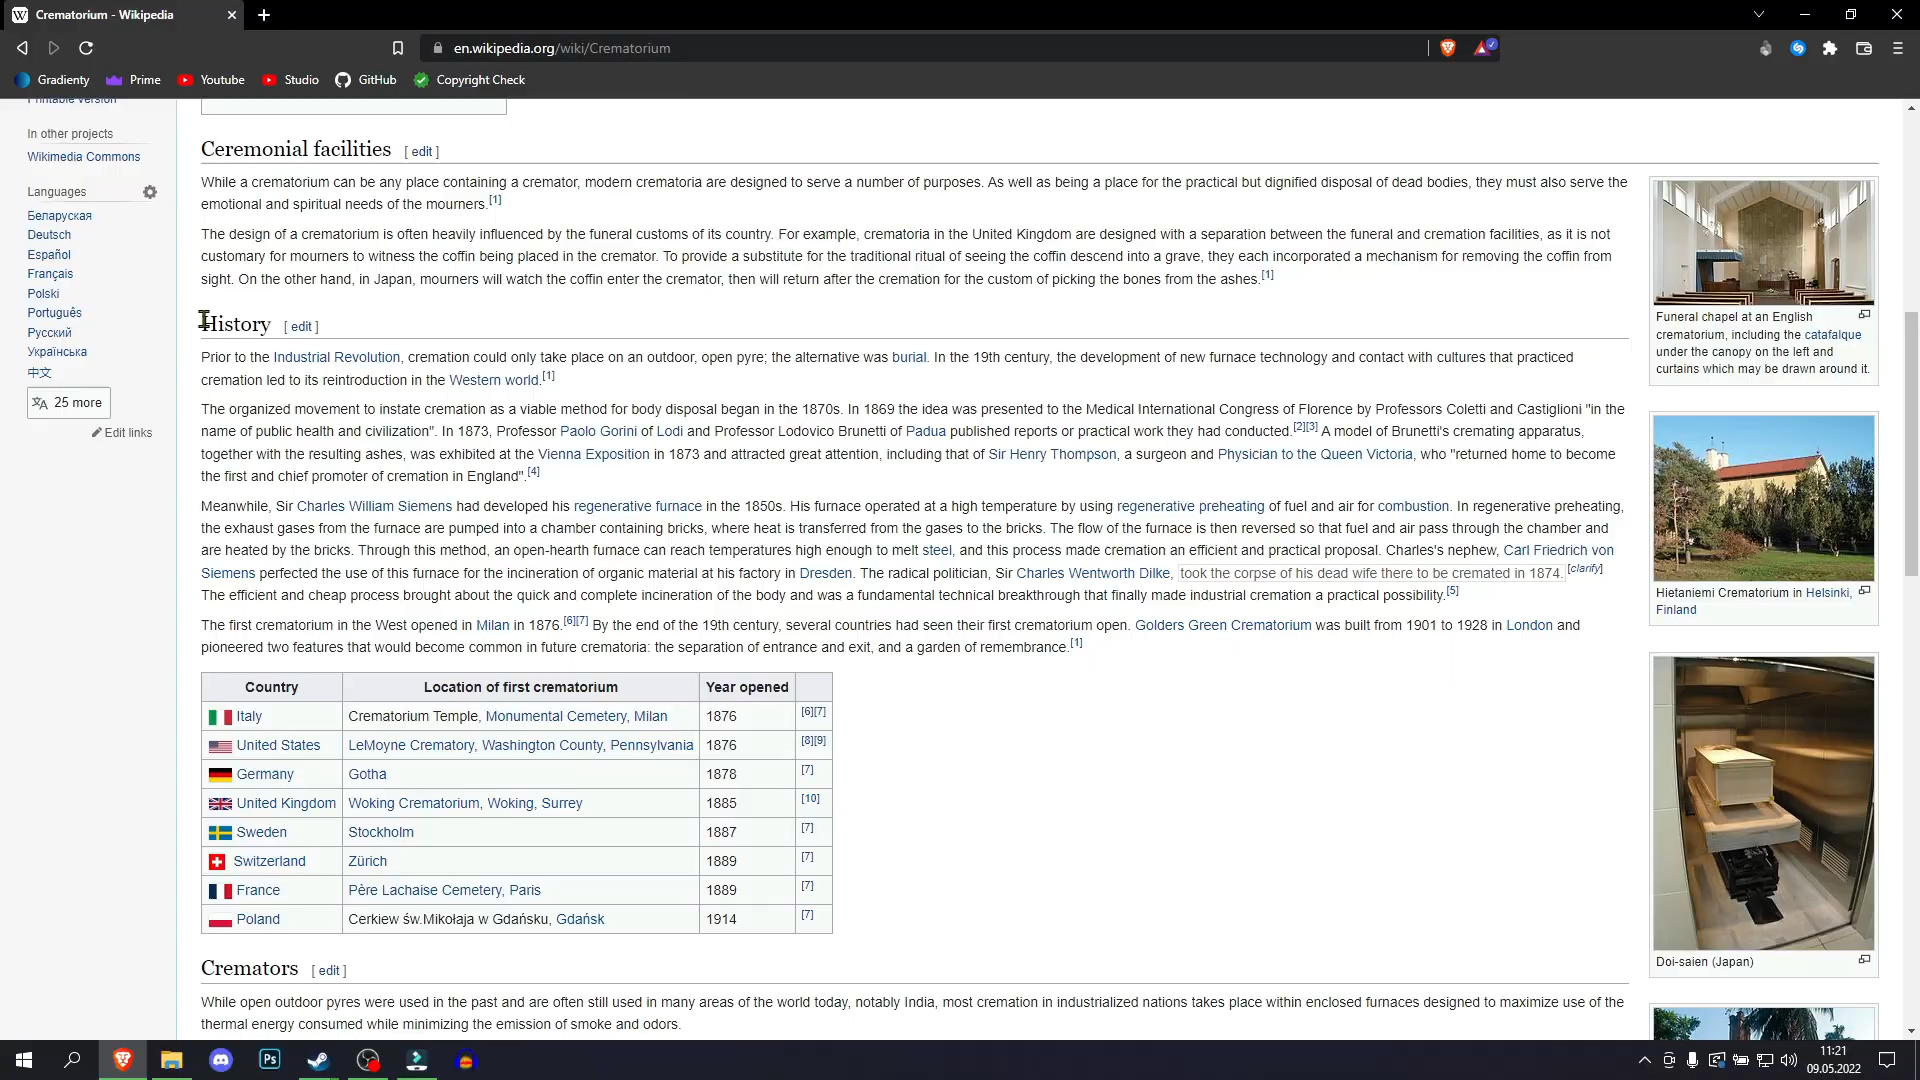 Crematorium - Wikipedia
en.wikipedia.org/wiki/Crematorium
Gradienty Prime Youtube Studio GitHub Copyright Check
Printable version
In other projects
Wikimedia Commons
Languages
Беларуская
Deutsch
Español
Français
Polski
Português
Русский
Українська
中文
25 more
Edit links
Ceremonial facilities [ edit ]
While a crematorium can be any place containing a cremator, modern crematoria are designed to serve a number of purposes. As well as being a place for the practical but dignified disposal of dead bodies, they must also serve the
emotional and spiritual needs of the mourners.[1]
The design of a crematorium is often heavily influenced by the funeral customs of its country. For example, crematoria in the United Kingdom are designed with a separation between the funeral and cremation facilities, as it is not
customary for mourners to witness the coffin being placed in the cremator. To provide a substitute for the traditional ritual of seeing the coffin descend into a grave, they each incorporated a mechanism for removing the coffin from
sight. On the other hand, in Japan, mourners will watch the coffin enter the cremator, then will return after the cremation for the custom of picking the bones from the ashes.[1]
History [ edit ]
Prior to the Industrial Revolution, cremation could only take place on an outdoor, open pyre; the alternative was burial. In the 19th century, the development of new furnace technology and contact with cultures that practiced
cremation led to its reintroduction in the Western world.[1]
The organized movement to instate cremation as a viable method for body disposal began in the 1870s. In 1869 the idea was presented to the Medical International Congress of Florence by Professors Coletti and Castiglioni "in the
name of public health and civilization". In 1873, Professor Paolo Gorini of Lodi and Professor Lodovico Brunetti of Padua published reports or practical work they had conducted.[2][3] A model of Brunetti's cremating apparatus,
together with the resulting ashes, was exhibited at the Vienna Exposition in 1873 and attracted great attention, including that of Sir Henry Thompson, a surgeon and Physician to the Queen Victoria, who "returned home to become
the first and chief promoter of cremation in England".[4]
Meanwhile, Sir Charles William Siemens had developed his regenerative furnace in the 1850s. His furnace operated at a high temperature by using regenerative preheating of fuel and air for combustion. In regenerative preheating,
the exhaust gases from the furnace are pumped into a chamber containing bricks, where heat is transferred from the gases to the bricks. The flow of the furnace is then reversed so that fuel and air pass through the chamber and
are heated by the bricks. Through this method, an open-hearth furnace can reach temperatures high enough to melt steel, and this process made cremation an efficient and practical proposal. Charles's nephew, Carl Friedrich von
Siemens perfected the use of this furnace for the incineration of organic material at his factory in Dresden. The radical politician, Sir Charles Wentworth Dilke, took the corpse of his dead wife there to be cremated in 1874.[clarify]
The efficient and cheap process brought about the quick and complete incineration of the body and was a fundamental technical breakthrough that finally made industrial cremation a practical possibility.[5]
The first crematorium in the West opened in Milan in 1876.[6][7] By the end of the 19th century, several countries had seen their first crematorium open. Golders Green Crematorium was built from 1901 to 1928 in London and
pioneered two features that would become common in future crematoria: the separation of entrance and exit, and a garden of remembrance.[1]
Country Location of first crematorium Year opened
Italy Crematorium Temple, Monumental Cemetery, Milan 1876 [6][7]
United States LeMoyne Crematory, Washington County, Pennsylvania 1876 [8][9]
Germany Gotha 1878 [7]
United Kingdom Woking Crematorium, Woking, Surrey 1885 [10]
Sweden Stockholm 1887 [7]
Switzerland Zürich 1889 [7]
France Père Lachaise Cemetery, Paris 1889 [7]
Poland Cerkiew św.Mikołaja w Gdańsku, Gdańsk 1914 [7]
Cremators [ edit ]
While open outdoor pyres were used in the past and are often still used in many areas of the world today, notably India, most cremation in industrialized nations takes place within enclosed furnaces designed to maximize use of the
thermal energy consumed while minimizing the emission of smoke and odors.
Funeral chapel at an English
crematorium, including the catafalque
under the canopy on the left and
curtains which may be drawn around it.
Hietaniemi Crematorium in Helsinki,
Finland
Doi-saien (Japan)
Ps
11:21
09.05.2022